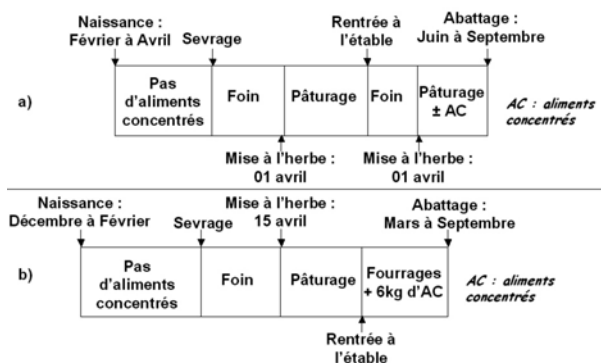 Naissance :
Février à Avril
Sevrage
Rentrée à
l'étable
Abattage :
Juin à Septembre
a)
Pas
d'aliments
concentrés
Foin
Pâturage
Foin
Pâturage
± AC
AC : aliments
concentrés
Mise à l'herbe :
01 avril
Mise à l'herbe :
01 avril
Naissance :
Décembre à Février
Sevrage
Mise à l'herbe :
15 avril
Abattage :
Mars à Septembre
b)
Pas
d'aliments
concentrés
Foin
Pâturage
Fourrages
+ 6kg d'AC
AC : aliments
concentrés
Rentrée à
l'étable